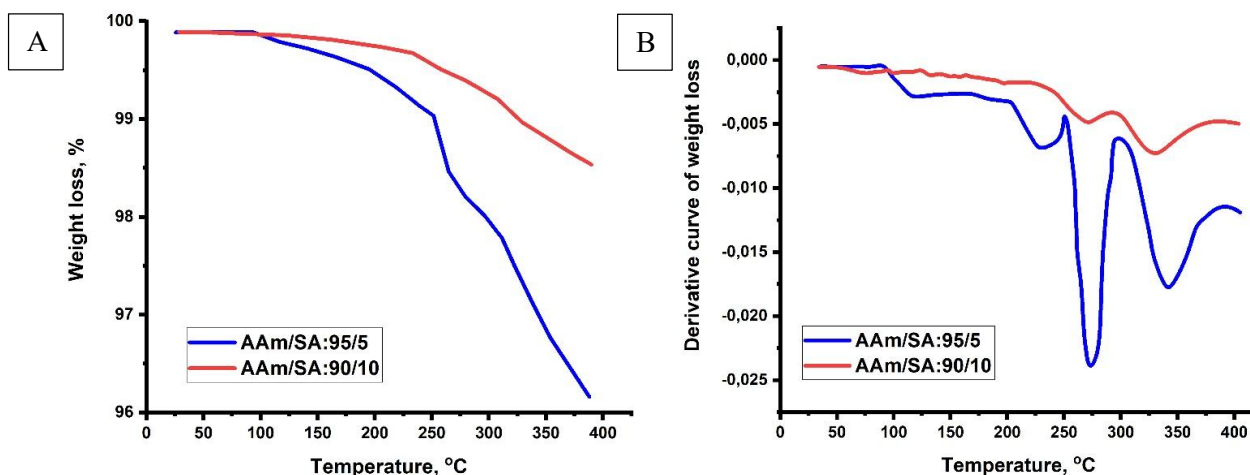 A
100
99
98
97
96
Weight loss, %
AAm/SA:95/5
AAm/SA:90/10
0 50 100 150 200 250 300 350 400
Temperature, °C
B
0,000
-0,005
-0,010
-0,015
-0,020
-0,025
Derivative curve of weight loss
AAm/SA:95/5
AAm/SA:90/10
0 50 100 150 200 250 300 350 400
Temperature, °C